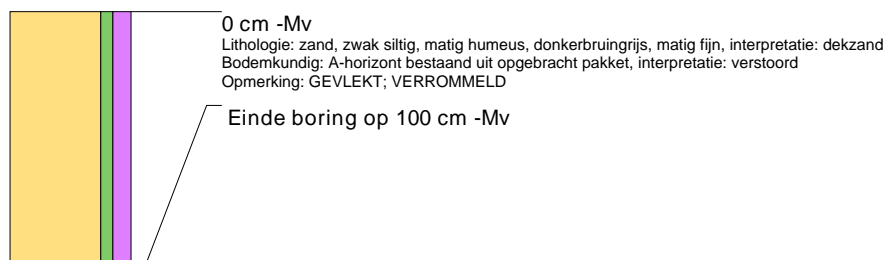 0 cm -Mv
Lithologie: zand, zwak siltig, matig humeus, donkerbruingrijs, matig fijn, interpretatie: dekzand
Bodemkundig: A-horizont bestaand uit opgebracht pakket, interpretatie: verstoord
Opmerking: GEVLEKT; VERROMMELD
Einde boring op 100 cm -Mv